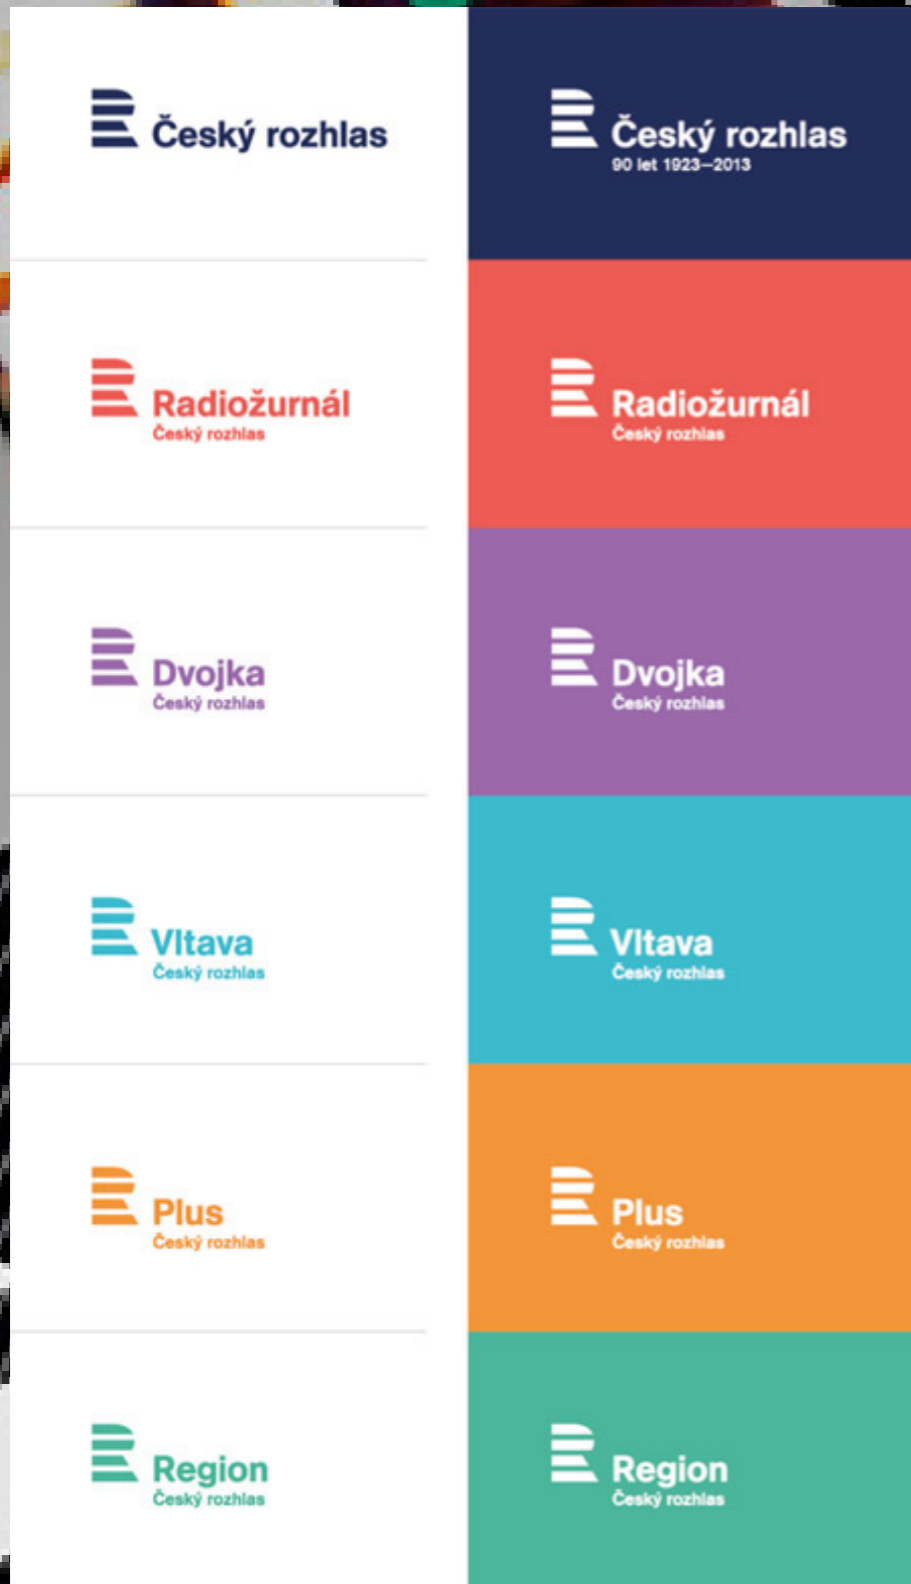 Český rozhlas
Český rozhlas
90 let 1923–2013
Radiožurnál
Český rozhlas
Radiožurnál
Český rozhlas
Dvojka
Český rozhlas
Dvojka
Český rozhlas
Vltava
Český rozhlas
Vltava
Český rozhlas
Plus
Český rozhlas
Plus
Český rozhlas
Region
Český rozhlas
Region
Český rozhlas